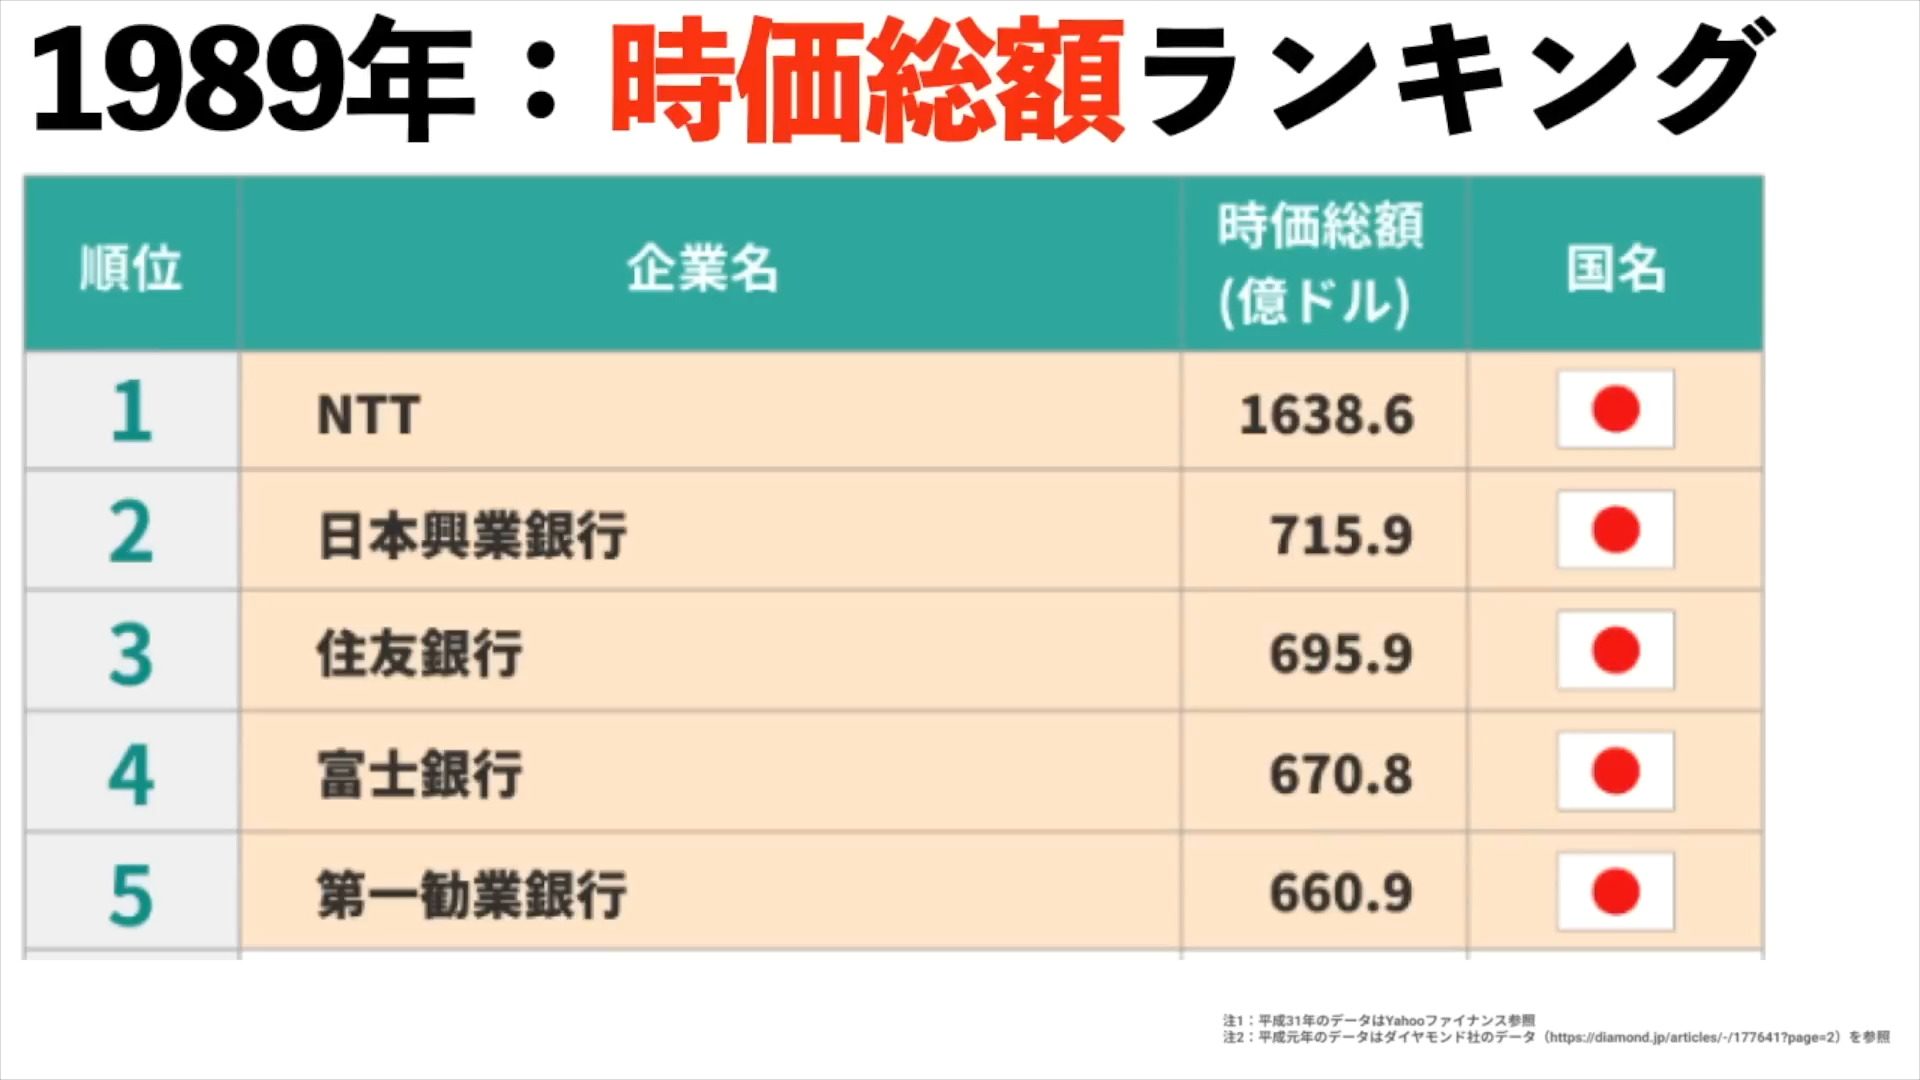 1989年：時価総額ランキング
順位 企業名 時価総額 (億ドル) 国名
1 NTT 1638.6
2 日本興業銀行 715.9
3 住友銀行 695.9
4 富士銀行 670.8
5 第一勧業銀行 660.9
注1：平成31年のデータはYahooファイナンス参照
注2：平成元年のデータはダイヤモンド社のデータ（https://diamond.jp/articles/-/177641?page=2）を参照